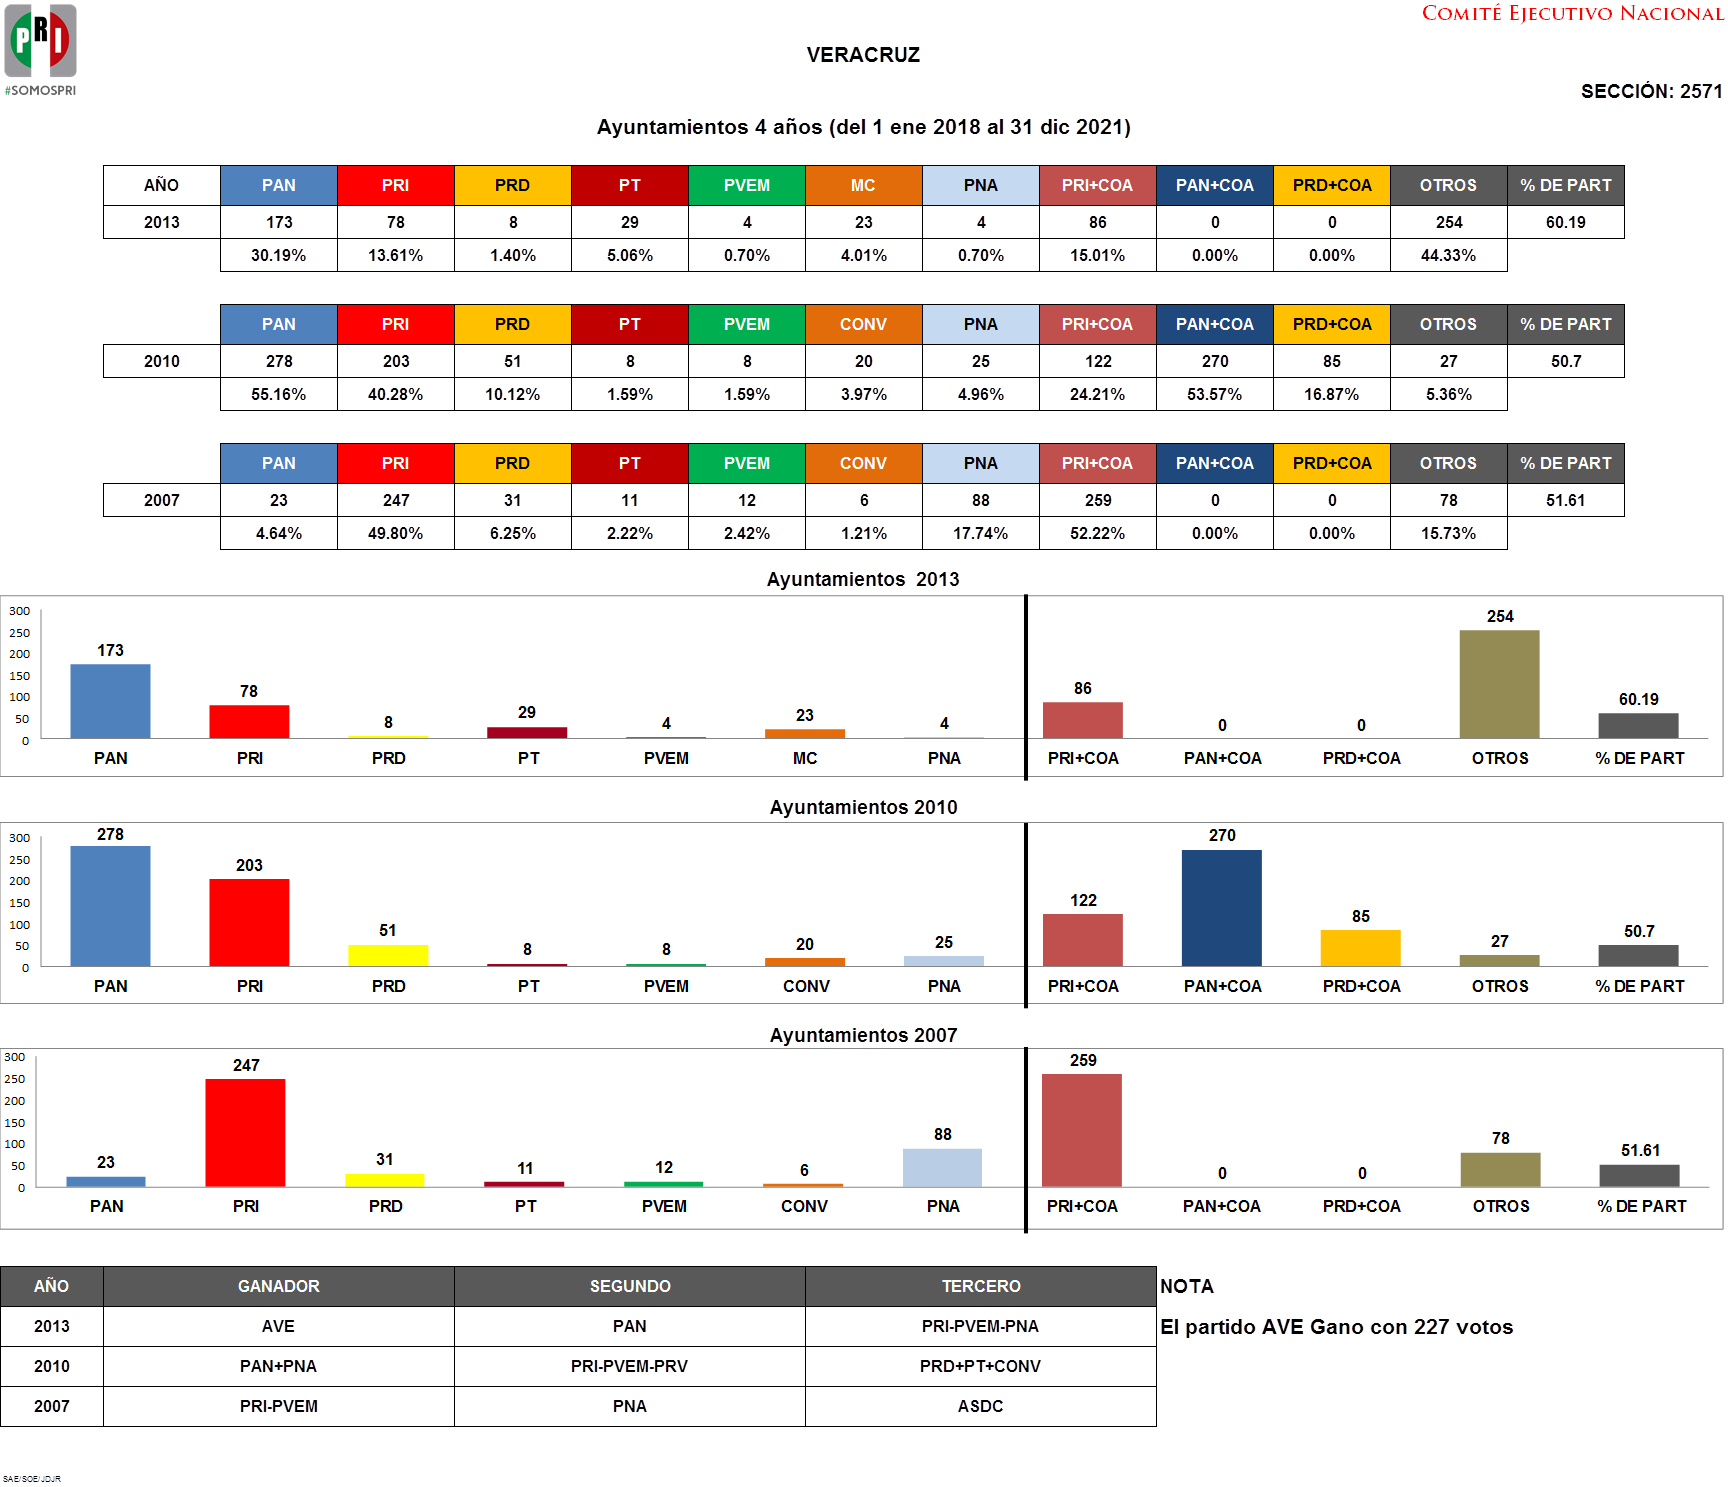 PRI
#SOMOSPRI
COMITÉ EJECUTIVO NACIONAL
VERACRUZ
SECCIÓN: 2571
Ayuntamientos 4 años (del 1 ene 2018 al 31 dic 2021)
AÑO PAN PRI PRD PT PVEM MC PNA PRI+COA PAN+COA PRD+COA OTROS % DE PART
2013 173 78 8 29 4 23 4 86 0 0 254 60.19
30.19% 13.61% 1.40% 5.06% 0.70% 4.01% 0.70% 15.01% 0.00% 0.00% 44.33%
PAN PRI PRD PT PVEM CONV PNA PRI+COA PAN+COA PRD+COA OTROS % DE PART
2010 278 203 51 8 8 20 25 122 270 85 27 50.7
55.16% 40.28% 10.12% 1.59% 1.59% 3.97% 4.96% 24.21% 53.57% 16.87% 5.36%
PAN PRI PRD PT PVEM CONV PNA PRI+COA PAN+COA PRD+COA OTROS % DE PART
2007 23 247 31 11 12 6 88 259 0 0 78 51.61
4.64% 49.80% 6.25% 2.22% 2.42% 1.21% 17.74% 52.22% 0.00% 0.00% 15.73%
Ayuntamientos 2013
300
250
200
150
100
50
0
173 78 8 29 4 23 4 86 0 0 254 60.19
PAN PRI PRD PT PVEM MC PNA PRI+COA PAN+COA PRD+COA OTROS % DE PART
Ayuntamientos 2010
300
250
200
150
100
50
0
278 203 51 8 8 20 25 122 270 85 27 50.7
PAN PRI PRD PT PVEM CONV PNA PRI+COA PAN+COA PRD+COA OTROS % DE PART
Ayuntamientos 2007
300
250
200
150
100
50
0
23 247 31 11 12 6 88 259 0 0 78 51.61
PAN PRI PRD PT PVEM CONV PNA PRI+COA PAN+COA PRD+COA OTROS % DE PART
AÑO GANADOR SEGUNDO TERCERO NOTA
2013 AVE PAN PRI-PVEM-PNA El partido AVE Gano con 227 votos
2010 PAN+PNA PRI-PVEM-PRV PRD+PT+CONV
2007 PRI-PVEM PNA ASDC
SAE/SOE/JDJR